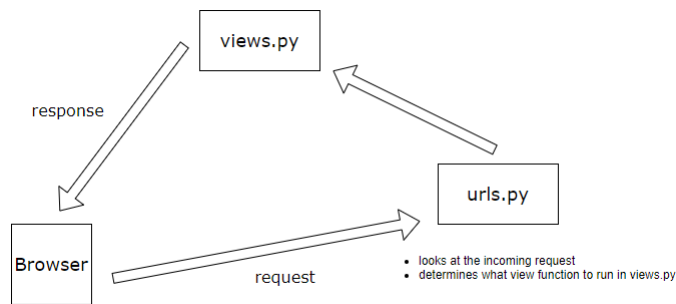 views.py
response
urls.py
Browser
request
• looks at the incoming request
• determines what view function to run in views.py